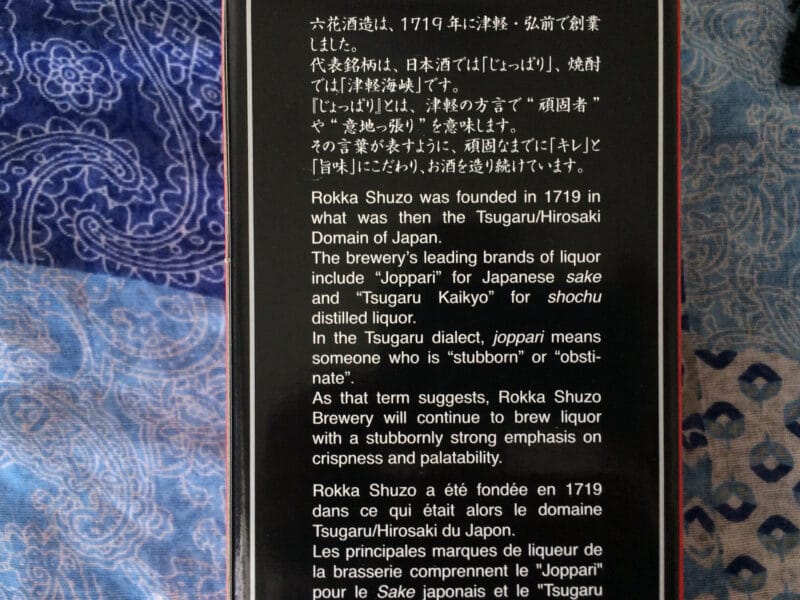 六花酒造は、1719年に津軽・弘前で創業
しました。
代表銘柄は、日本酒では「じょっぱり」、焼酎
では「津軽海峡」です。
『じょっぱり』とは、津軽の方言で“頑固者”
や“意地っ張り”を意味します。
その言葉が表すように、頑固なまでに「キレ」と
「旨味」にこだわり、お酒を造り続けています。
Rokka Shuzo was founded in 1719 in
what was then the Tsugaru/Hirosaki
Domain of Japan.
The brewery's leading brands of liquor
include “Joppari” for Japanese sake
and “Tsugaru Kaikyo” for shochu
distilled liquor.
In the Tsugaru dialect, joppari means
someone who is “stubborn” or “obsti-
nate”.
As that term suggests, Rokka Shuzo
Brewery will continue to brew liquor
with a stubbornly strong emphasis on
crispness and palatability.
Rokka Shuzo a été fondée en 1719
dans ce qui était alors le domaine
Tsugaru/Hirosaki du Japon.
Les principales marques de liqueur de
la brasserie comprennent le "Joppari"
pour le Sake japonais et le "Tsugaru